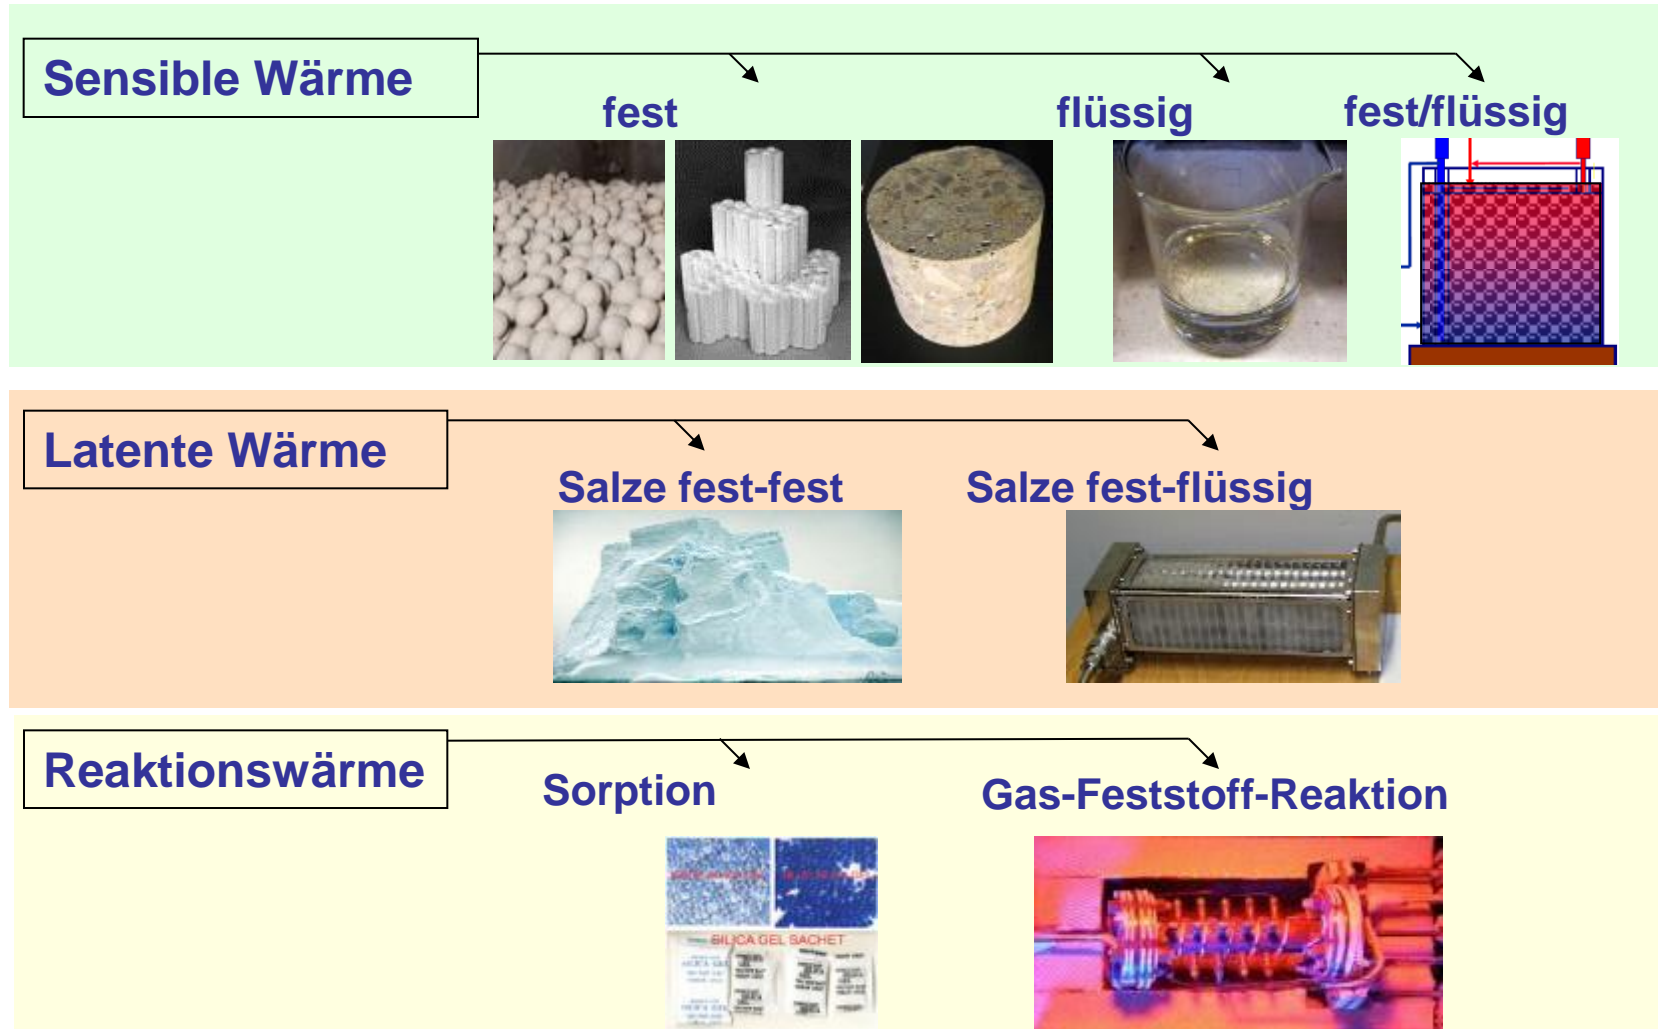 Sensible Wärme
fest
flüssig
fest/flüssig
Latente Wärme
Salze fest-fest
Salze fest-flüssig
Reaktionswärme
Sorption
Gas-Feststoff-Reaktion
SILICA GEL SACHET